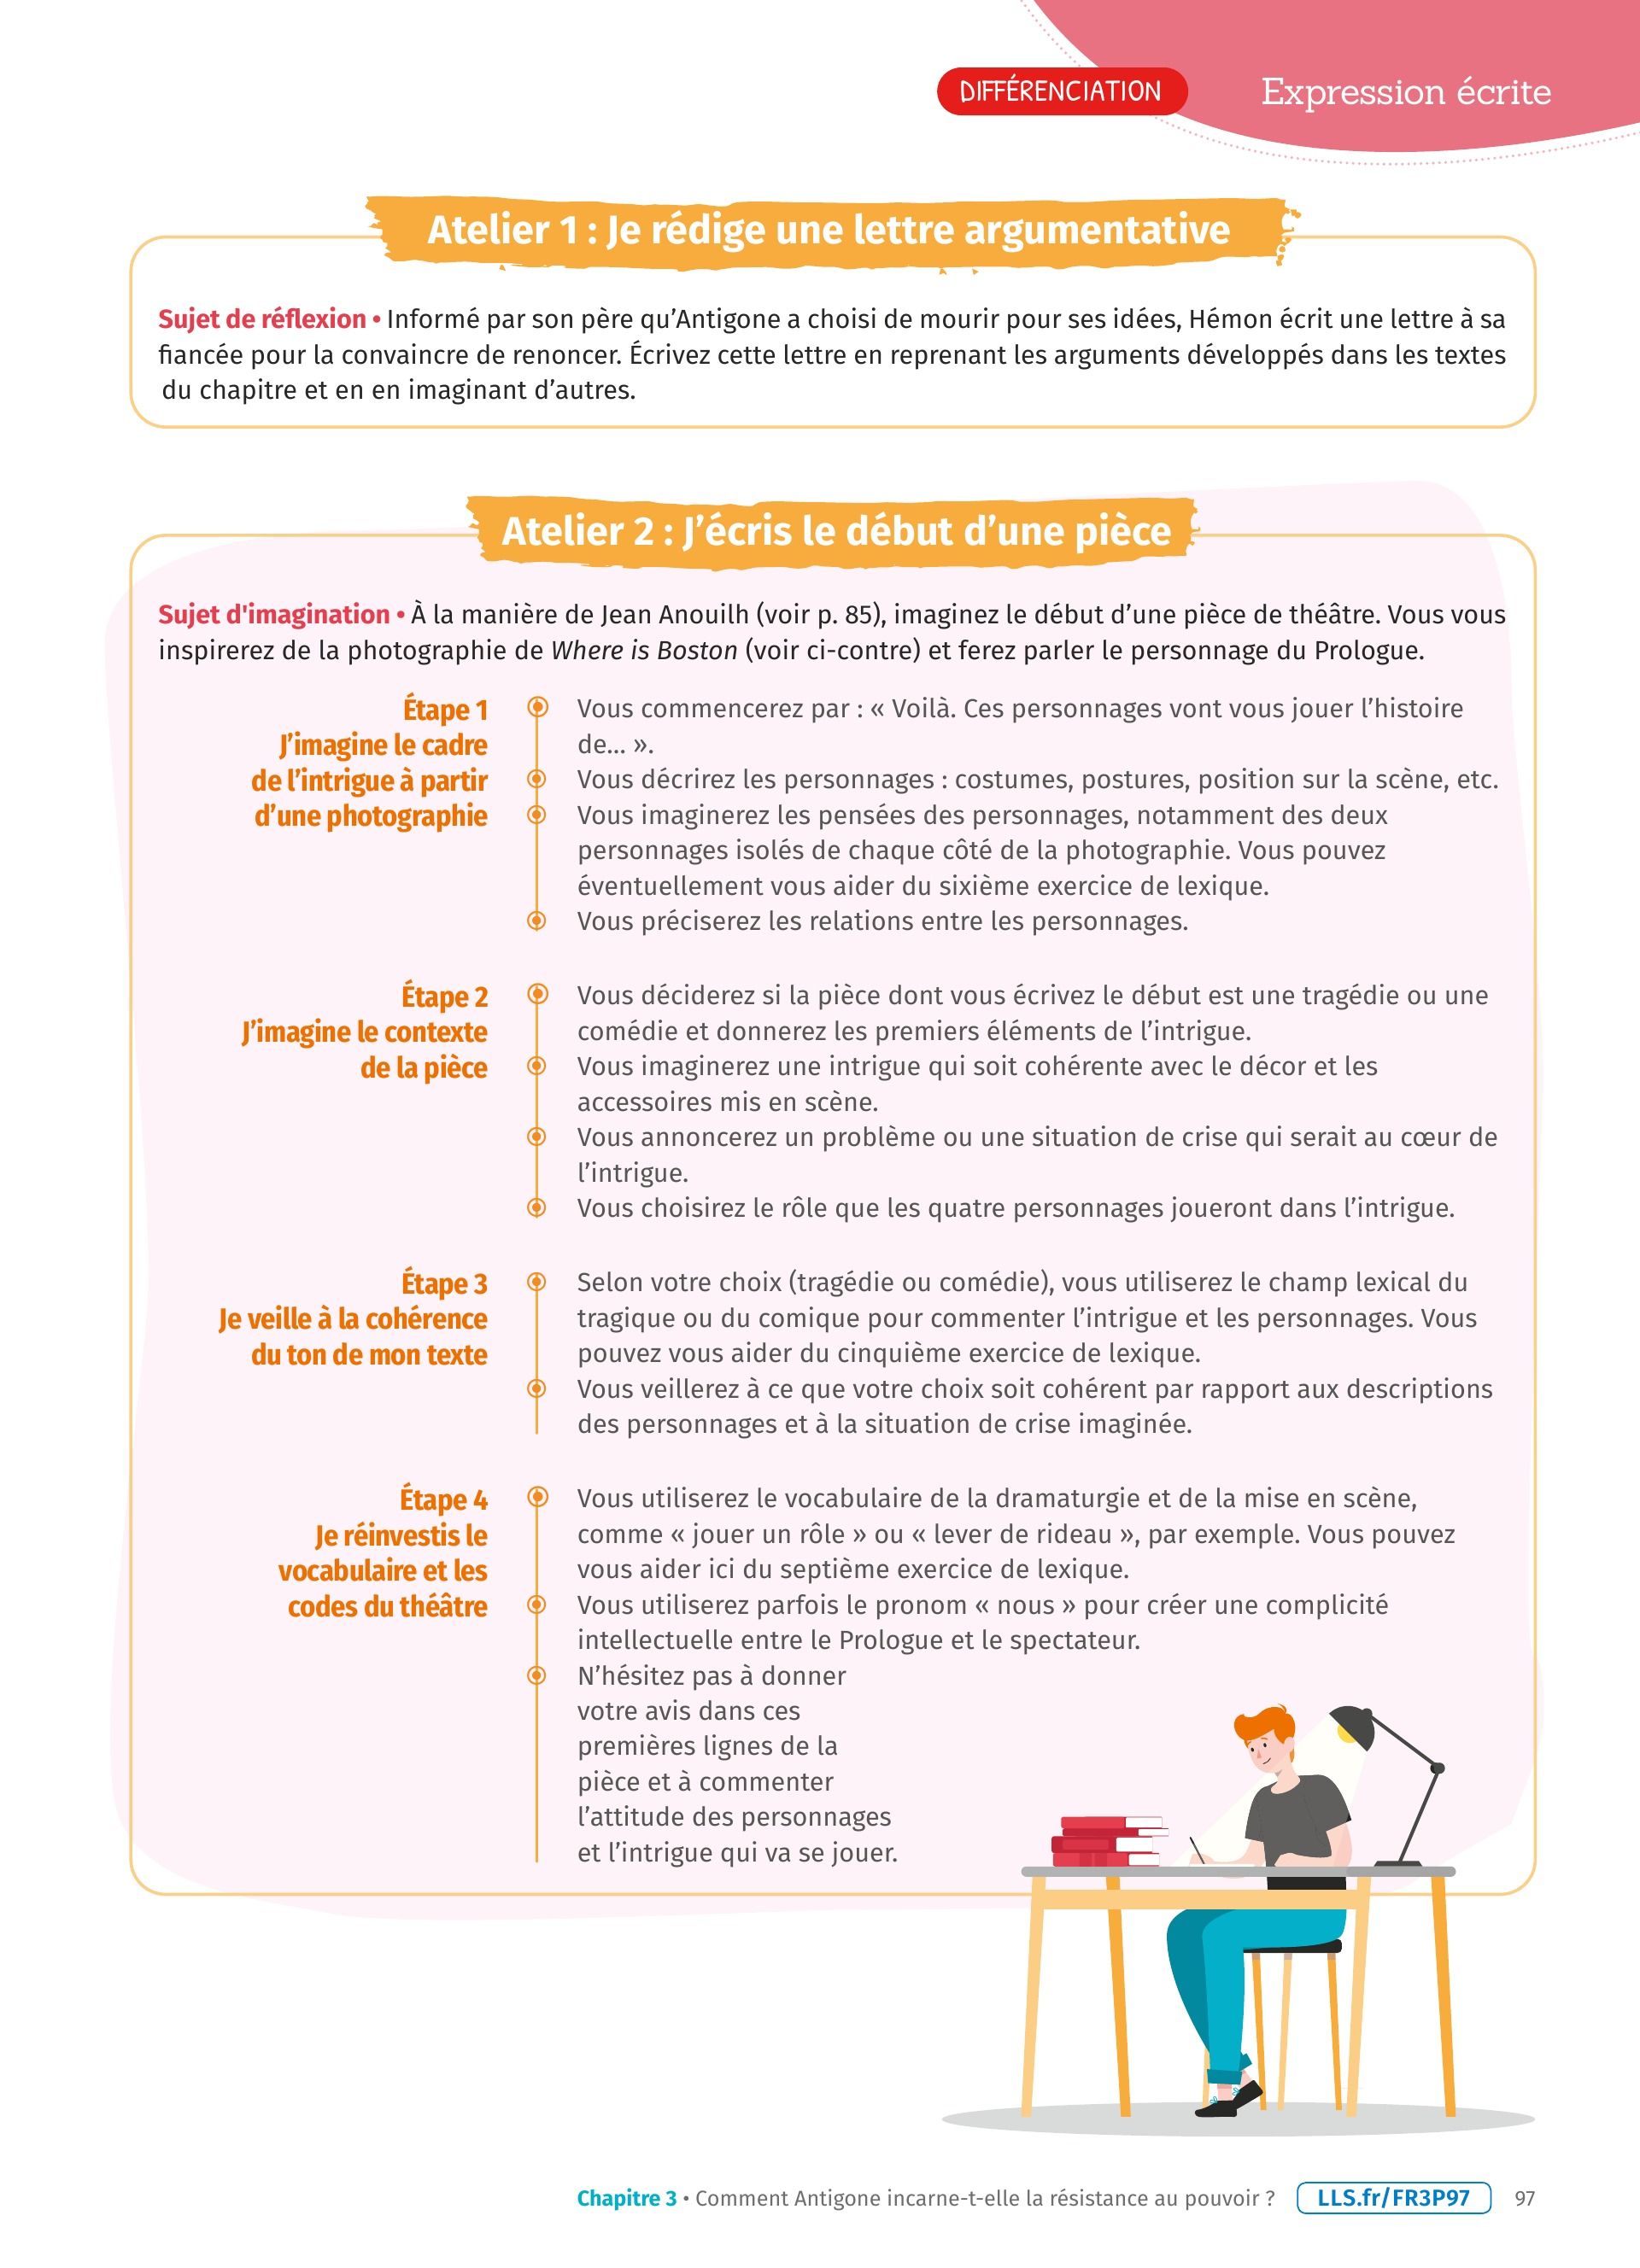 DIFFÉRENCIATION
Expression écrite
Atelier 1 : Je rédige une lettre argumentative
Sujet de réflexion • Informé par son père qu’Antigone a choisi de mourir pour ses idées, Hémon écrit une lettre à sa
fiancée pour la convaincre de renoncer. Écrivez cette lettre en reprenant les arguments développés dans les textes
du chapitre et en en imaginant d’autres.
Atelier 2 : J’écris le début d’une pièce
Sujet d'imagination • À la manière de Jean Anouilh (voir p. 85), imaginez le début d’une pièce de théâtre. Vous vous
inspirerez de la photographie de Where is Boston (voir ci-contre) et ferez parler le personnage du Prologue.
Étape 1
J’imagine le cadre
de l’intrigue à partir
d’une photographie
Vous commencerez par : « Voilà. Ces personnages vont vous jouer l’histoire
de... ».
Vous décrirez les personnages : costumes, postures, position sur la scène, etc.
Vous imaginerez les pensées des personnages, notamment des deux
personnages isolés de chaque côté de la photographie. Vous pouvez
éventuellement vous aider du sixième exercice de lexique.
Vous préciserez les relations entre les personnages.
Étape 2
J’imagine le contexte
de la pièce
Vous déciderez si la pièce dont vous écrivez le début est une tragédie ou une
comédie et donnerez les premiers éléments de l’intrigue.
Vous imaginerez une intrigue qui soit cohérente avec le décor et les
accessoires mis en scène.
Vous annoncerez un problème ou une situation de crise qui serait au cœur de
l’intrigue.
Vous choisirez le rôle que les quatre personnages joueront dans l’intrigue.
Étape 3
Je veille à la cohérence
du ton de mon texte
Selon votre choix (tragédie ou comédie), vous utiliserez le champ lexical du
tragique ou du comique pour commenter l’intrigue et les personnages. Vous
pouvez vous aider du cinquième exercice de lexique.
Vous veillerez à ce que votre choix soit cohérent par rapport aux descriptions
des personnages et à la situation de crise imaginée.
Étape 4
Je réinvestis le
vocabulaire et les
codes du théâtre
Vous utiliserez le vocabulaire de la dramaturgie et de la mise en scène,
comme « jouer un rôle » ou « lever de rideau », par exemple. Vous pouvez
vous aider ici du septième exercice de lexique.
Vous utiliserez parfois le pronom « nous » pour créer une complicité
intellectuelle entre le Prologue et le spectateur.
N’hésitez pas à donner
votre avis dans ces
premières lignes de la
pièce et à commenter
l’attitude des personnages
et l’intrigue qui va se jouer.
Chapitre 3 • Comment Antigone incarne-t-elle la résistance au pouvoir ?
LLS.fr/FR3P97
97